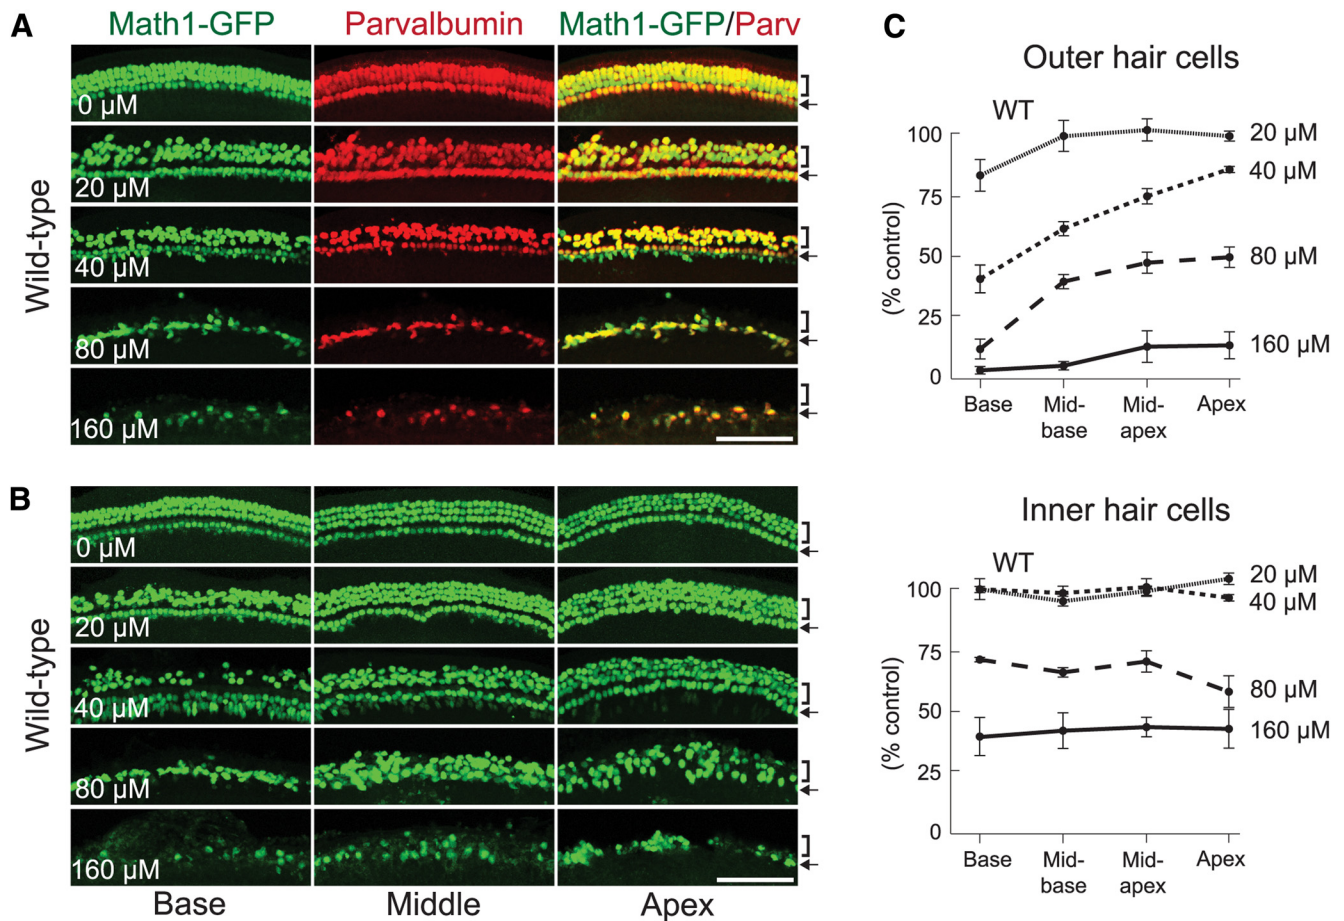 A
Math1-GFP
Parvalbumin
Math1-GFP/Parv
Wild-type
0 µM
20 µM
40 µM
80 µM
160 µM
B
Wild-type
0 µM
20 µM
40 µM
80 µM
160 µM
Base
Middle
Apex
C
Outer hair cells
WT
(% control)
100
75
50
25
0
20 µM
40 µM
80 µM
160 µM
Base
Mid-
base
Mid-
apex
Apex
Inner hair cells
WT
(% control)
100
75
50
25
0
20 µM
40 µM
80 µM
160 µM
Base
Mid-
base
Mid-
apex
Apex